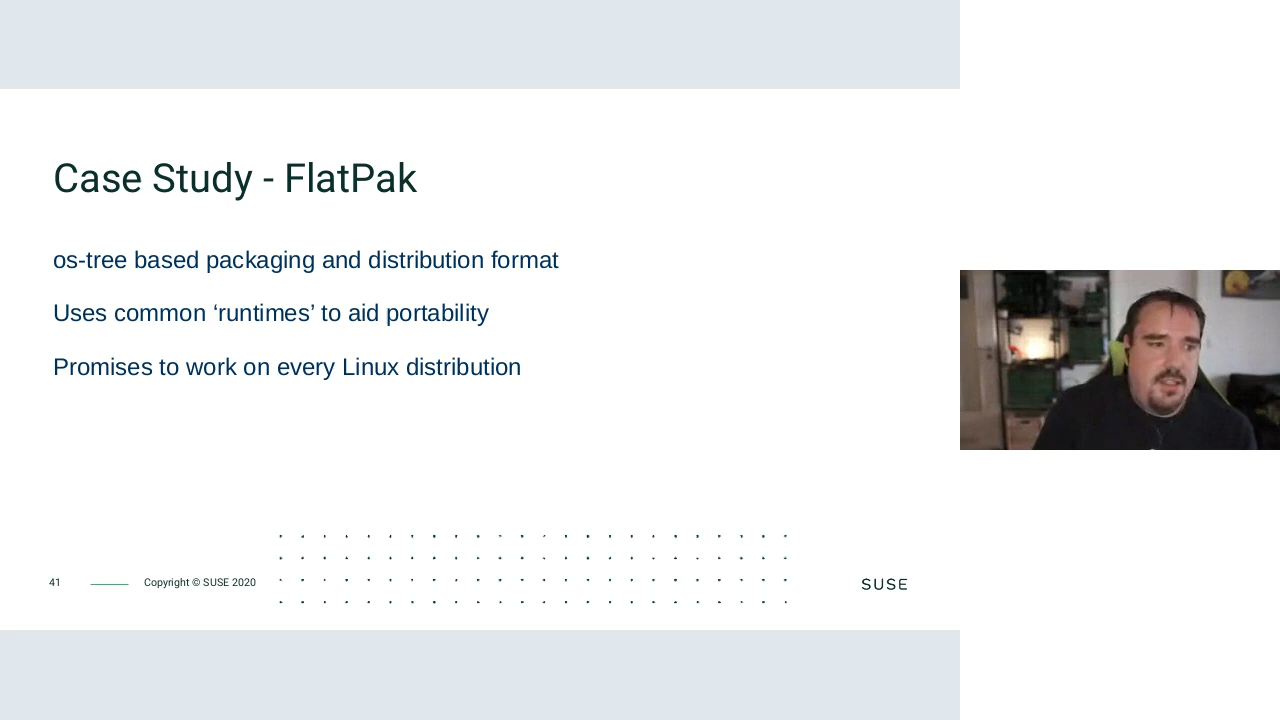 Case Study - FlatPak
os-tree based packaging and distribution format
Uses common ‘runtimes’ to aid portability
Promises to work on every Linux distribution
41
Copyright © SUSE 2020
SUSE